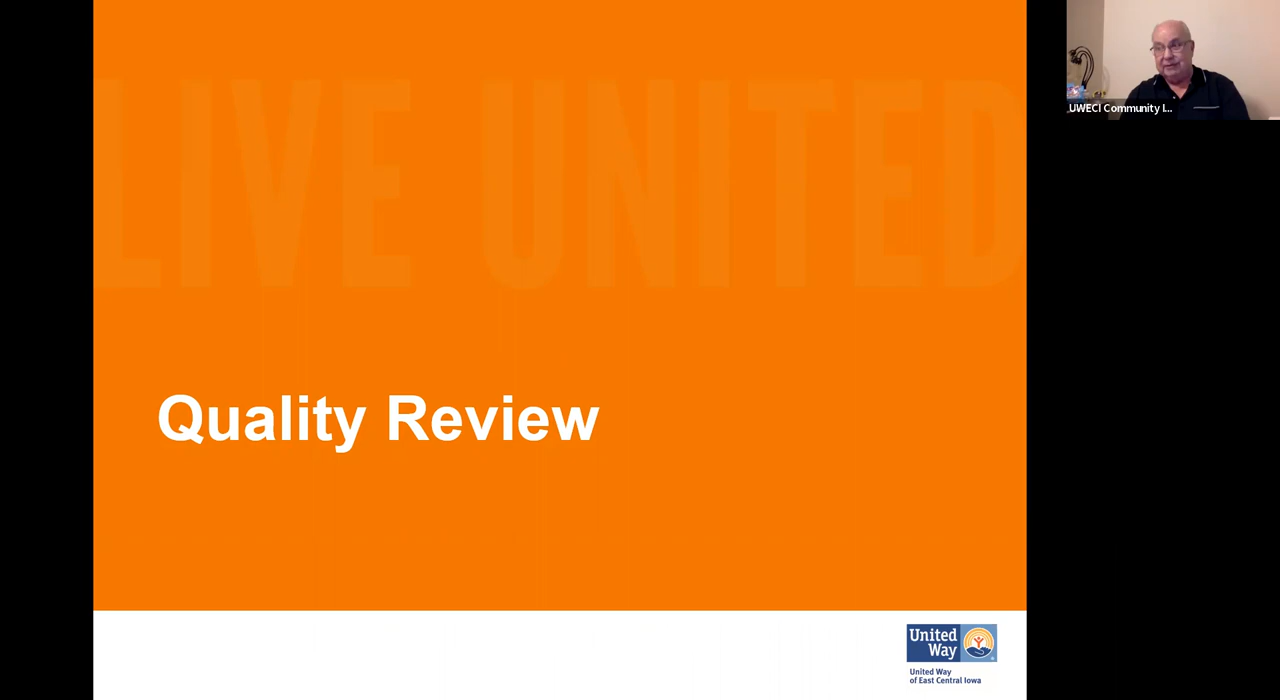 LIVE UNITED
Quality Review
United
Way
United Way
of East Central Iowa
UWECI Community I...